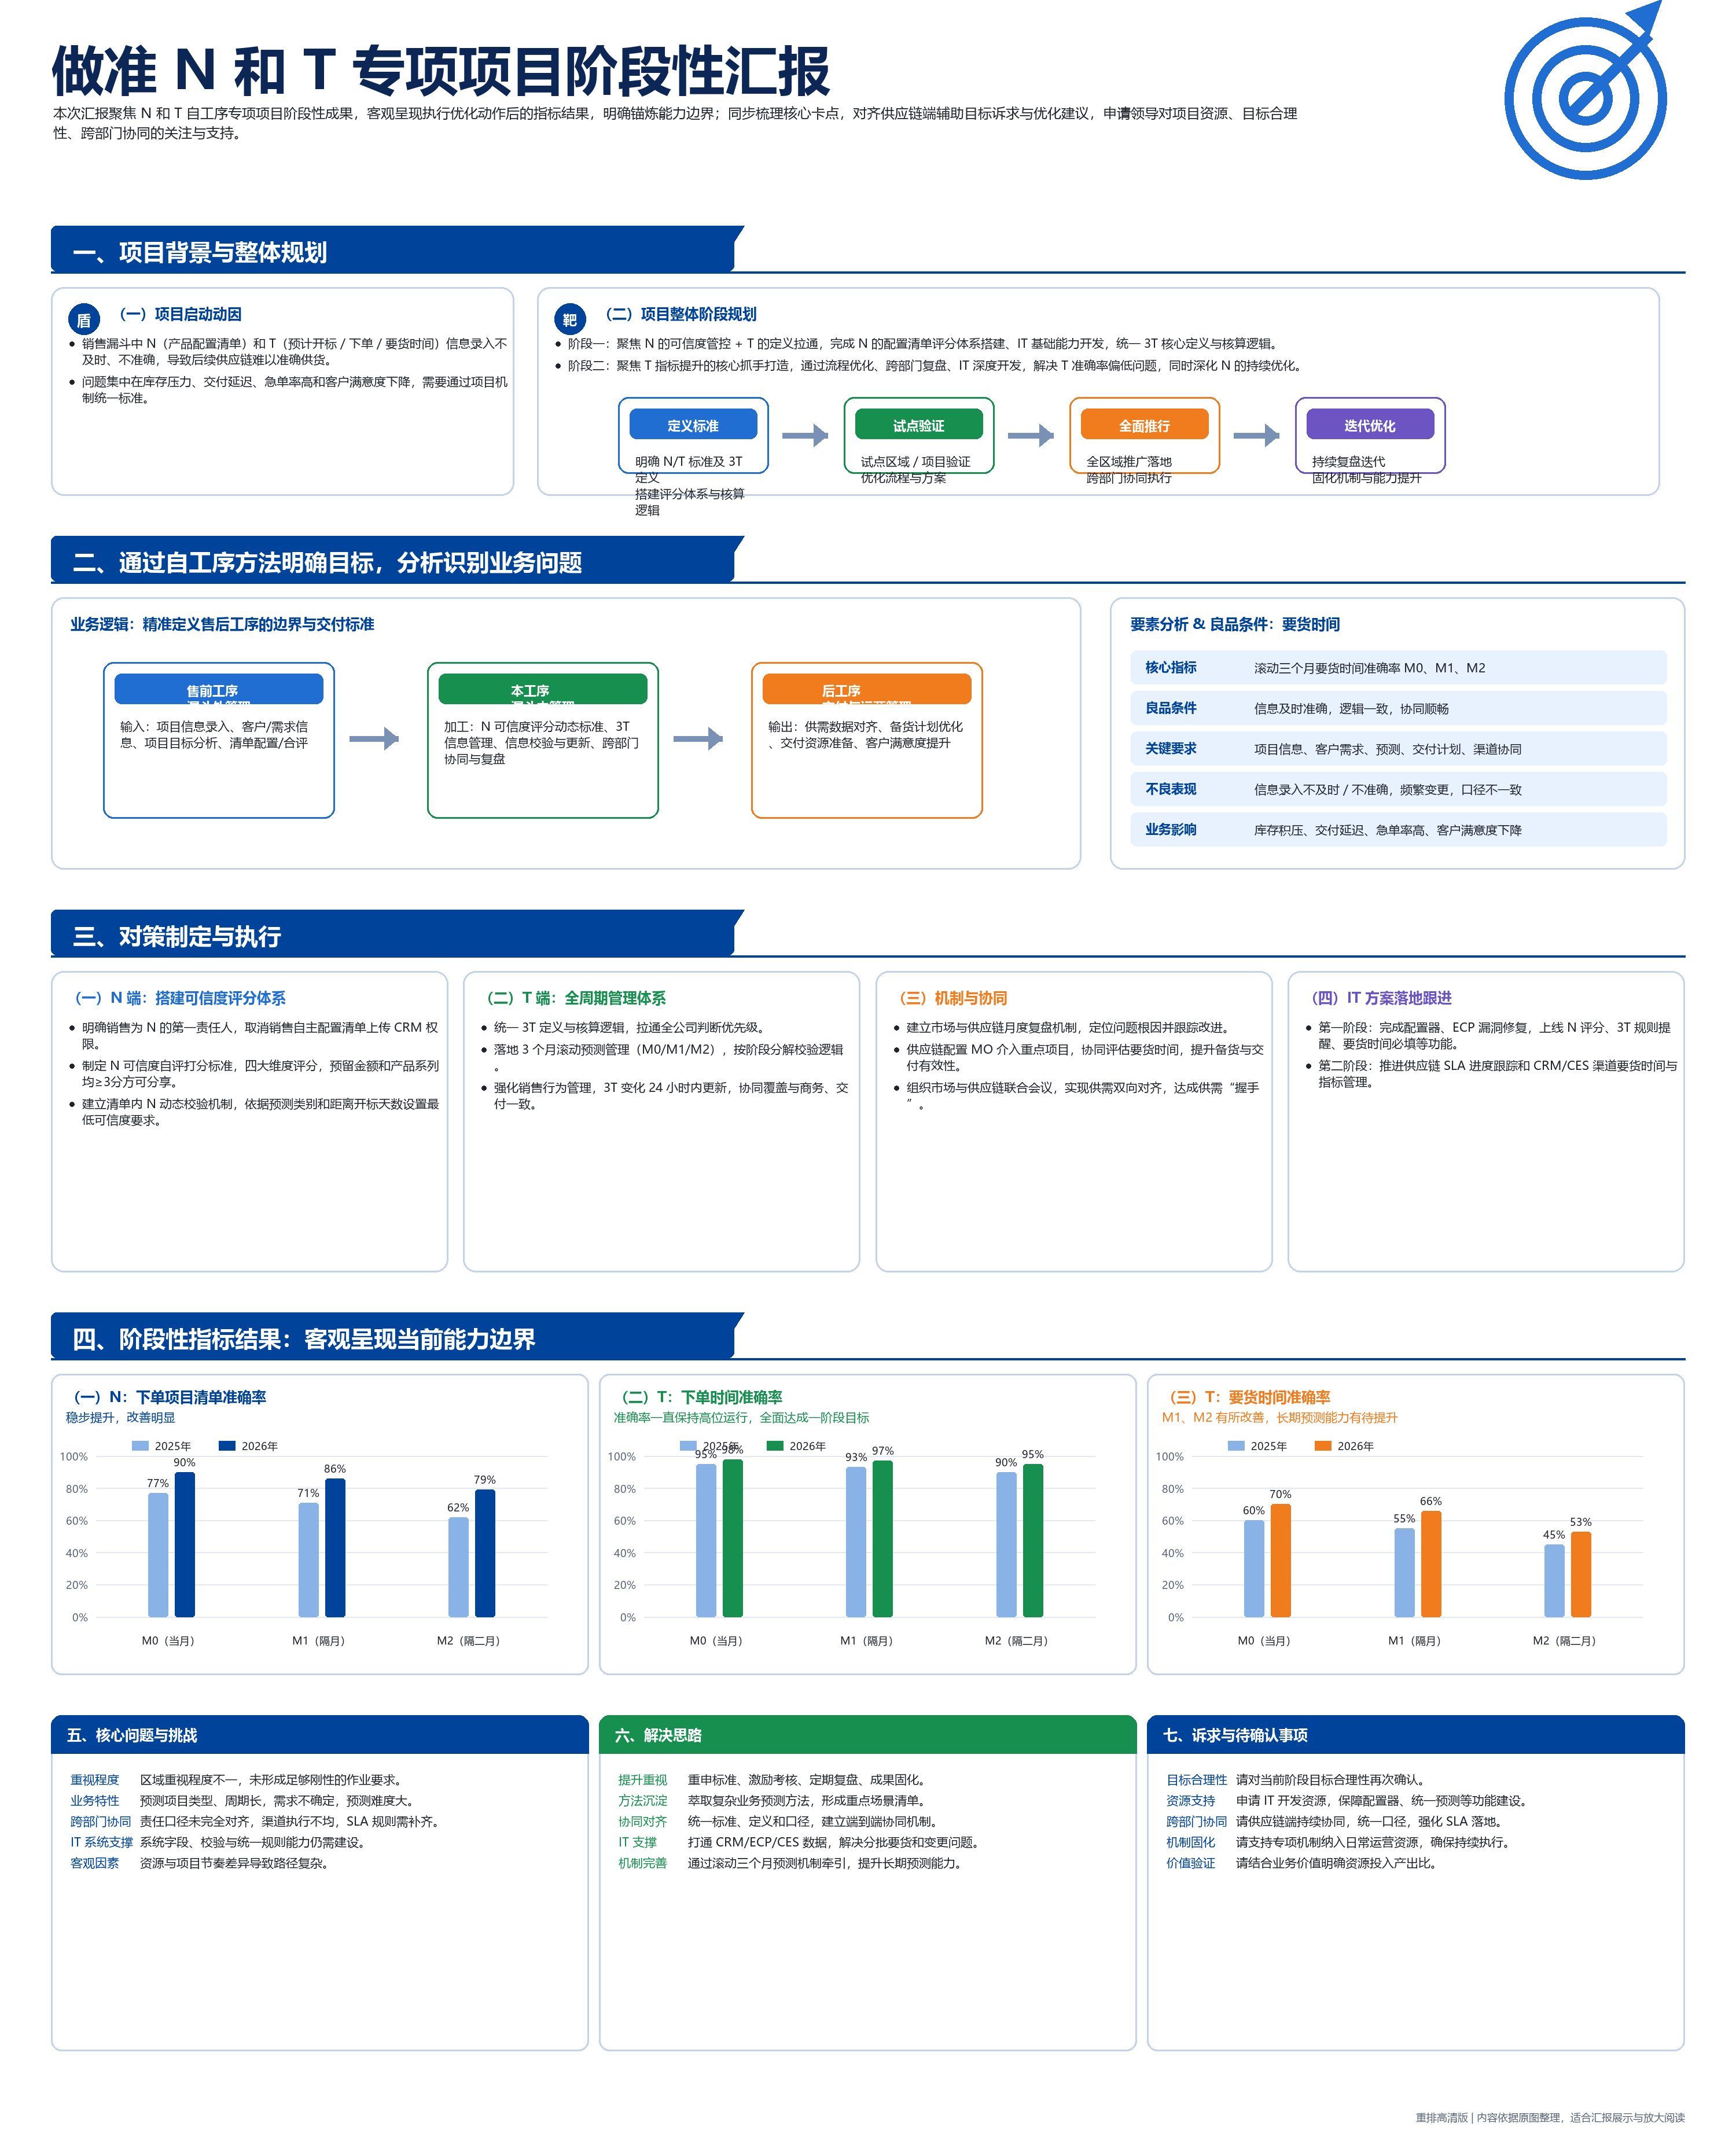 做准 N 和 T 专项项目阶段性汇报
本次汇报聚焦 N 和 T 自工序专项项目阶段性成果，客观呈现执行优化动作后的指标结果，明确锚炼能力边界；同步梳理核心卡点，对齐供应链端辅助目标诉求与优化建议，申请领导对项目资源、目标合理
性、跨部门协同的关注与支持。
一、项目背景与整体规划
盾
（一）项目启动动因
• 销售漏斗中 N（产品配置清单）和 T（预计开标 / 下单 / 要货时间）信息录入不
及时、不准确，导致后续供应链难以准确供货。
• 问题集中在库存压力、交付延迟、急单率高和客户满意度下降，需要通过项目机
制统一标准。
靶
（二）项目整体阶段规划
• 阶段一：聚焦 N 的可信度管控 + T 的定义拉通，完成 N 的配置清单评分体系搭建、IT 基础能力开发，统一 3T 核心定义与核算逻辑。
• 阶段二：聚焦 T 指标提升的核心抓手打造，通过流程优化、跨部门复盘、IT 深度开发，解决 T 准确率偏低问题，同时深化 N 的持续优化。
定义标准
明确 N/T 标准及 3T
定义
搭建评分体系与核算
逻辑
试点验证
试点区域 / 项目验证
优化流程与方案
全面推行
全区域推广落地
跨部门协同执行
迭代优化
持续复盘迭代
固化机制与能力提升
二、通过自工序方法明确目标，分析识别业务问题
业务逻辑：精准定义售后工序的边界与交付标准
售前工序
输入：项目信息录入、客户/需求信
息、项目目标分析、清单配置/合评
本工序
加工：N 可信度评分动态标准、3T
信息管理、信息校验与更新、跨部门
协同与复盘
后工序
输出：供需数据对齐、备货计划优化
、交付资源准备、客户满意度提升
要素分析 & 良品条件：要货时间
核心指标 滚动三个月要货时间准确率 M0、M1、M2
良品条件 信息及时准确，逻辑一致，协同顺畅
关键要求 项目信息、客户需求、预测、交付计划、渠道协同
不良表现 信息录入不及时 / 不准确，频繁变更，口径不一致
业务影响 库存积压、交付延迟、急单率高、客户满意度下降
三、对策制定与执行
（一）N 端：搭建可信度评分体系
• 明确销售为 N 的第一责任人，取消销售自主配置清单上传 CRM 权
限。
• 制定 N 可信度自评打分标准，四大维度评分，预留金额和产品系列
均≥3分方可分享。
• 建立清单内 N 动态校验机制，依据预测类别和距离开标天数设置最
低可信度要求。
（二）T 端：全周期管理体系
• 统一 3T 定义与核算逻辑，拉通全公司判断优先级。
• 落地 3 个月滚动预测管理（M0/M1/M2），按阶段分解校验逻辑
。
• 强化销售行为管理，3T 变化 24 小时内更新，协同覆盖与商务、交
付一致。
（三）机制与协同
• 建立市场与供应链月度复盘机制，定位问题根因并跟踪改进。
• 供应链配置 MO 介入重点项目，协同评估要货时间，提升备货与交
付有效性。
• 组织市场与供应链联合会议，实现供需双向对齐，达成供需“握手
”。
（四）IT 方案落地跟进
• 第一阶段：完成配置器、ECP 漏洞修复，上线 N 评分、3T 规则提
醒、要货时间必填等功能。
• 第二阶段：推进供应链 SLA 进度跟踪和 CRM/CES 渠道要货时间与
指标管理。
四、阶段性指标结果：客观呈现当前能力边界
（一）N：下单项目清单准确率
稳步提升，改善明显
2025年 2026年
100%
80%
60%
40%
20%
0%
77% 90% 71% 86% 62% 79%
M0（当月） M1（隔月） M2（隔二月）
（二）T：下单时间准确率
准确率一直保持高位运行，全面达成一阶段目标
2025年 2026年
100%
80%
60%
40%
20%
0%
95% 98% 93% 97% 90% 95%
M0（当月） M1（隔月） M2（隔二月）
（三）T：要货时间准确率
M1、M2 有所改善，长期预测能力有待提升
2025年 2026年
100%
80%
60%
40%
20%
0%
60% 70% 55% 66% 45% 53%
M0（当月） M1（隔月） M2（隔二月）
五、核心问题与挑战
重视程度 区域重视程度不一，未形成足够刚性的作业要求。
业务特性 预测项目类型、周期长，需求不确定，预测难度大。
跨部门协同 责任口径未完全对齐，渠道执行不均，SLA 规则需补齐。
IT 系统支撑 系统字段、校验与统一规则能力仍需建设。
客观因素 资源与项目节奏差异导致路径复杂。
六、解决思路
提升重视 重申标准、激励考核、定期复盘、成果固化。
方法沉淀 萃取复杂业务预测方法，形成重点场景清单。
协同对齐 统一标准、定义和口径，建立端到端协同机制。
IT 支撑 打通 CRM/ECP/CES 数据，解决分批要货和变更问题。
机制完善 通过滚动三个月预测机制牵引，提升长期预测能力。
七、诉求与待确认事项
目标合理性 请对当前阶段目标合理性再次确认。
资源支持 申请 IT 开发资源，保障配置器、统一预测等功能建设。
跨部门协同 请供应链端持续协同，统一口径，强化 SLA 落地。
机制固化 请支持专项机制纳入日常运营资源，确保持续执行。
价值验证 请结合业务价值明确资源投入产出比。
重排高清版 | 内容依据原图整理，适合汇报展示与放大阅读